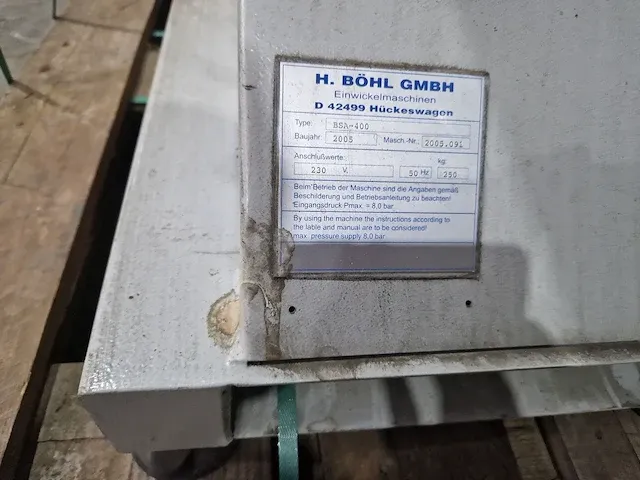 H. BÖHL GMBH
Einwickelmaschinen
D 42499 Hückeswagen
Type: BSA-400
Baujahr 2005 Masch.-Nr.: 2005.091
Anschlußwerte: kg:
230 V. 50 Hz 250
Beim Betrieb der Maschine sind die Angaben gemäß
Beschilderung und Betriebsanleitung zu beachten!
Eingangsdruck Pmax. = 8,0 bar
By using the machine the instructions according to
the lable and manual are to be considered!
max. pressure supply 8,0 bar